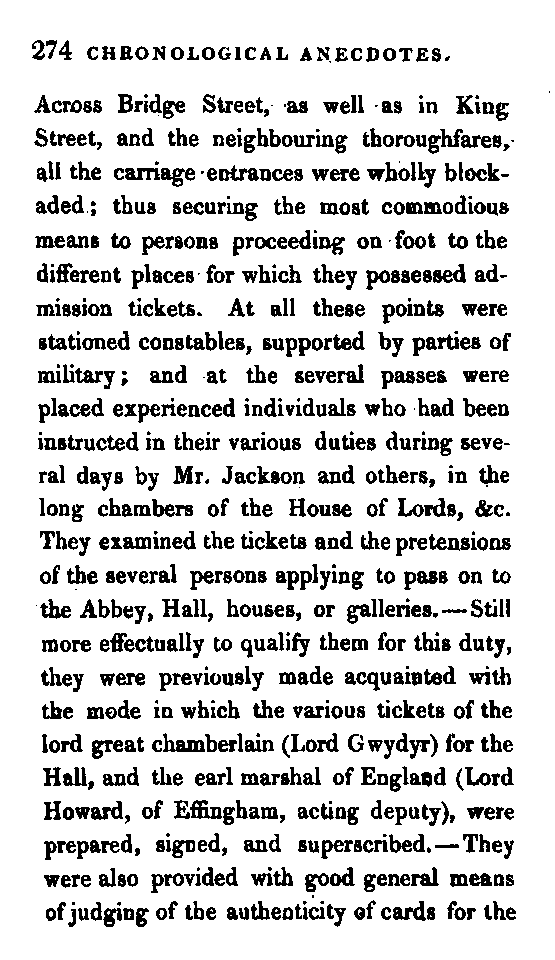 274 CHRONOLOGICAL ANECDOTES.
Across Bridge Street, as well as in King
Street, and the neighbouring thoroughfares,
all the carriage entrances were wholly block-
aded; thus securing the most commodious
means to persons proceeding on foot to the
different places for which they possessed ad-
mission tickets. At all these points were
stationed constables, supported by parties of
military; and at the several passes were
placed experienced individuals who had been
instructed in their various duties during seve-
ral days by Mr. Jackson and others, in the
long chambers of the House of Lords, &c.
They examined the tickets and the pretensions
of the several persons applying to pass on to
the Abbey, Hall, houses, or galleries.—Still
more effectually to qualify them for this duty,
they were previously made acquainted with
the mode in which the various tickets of the
lord great chamberlain (Lord Gwydyr) for the
Hall, and the earl marshal of England (Lord
Howard, of Effingham, acting deputy), were
prepared, signed, and superscribed.—They
were also provided with good general means
of judging of the authenticity of cards for the